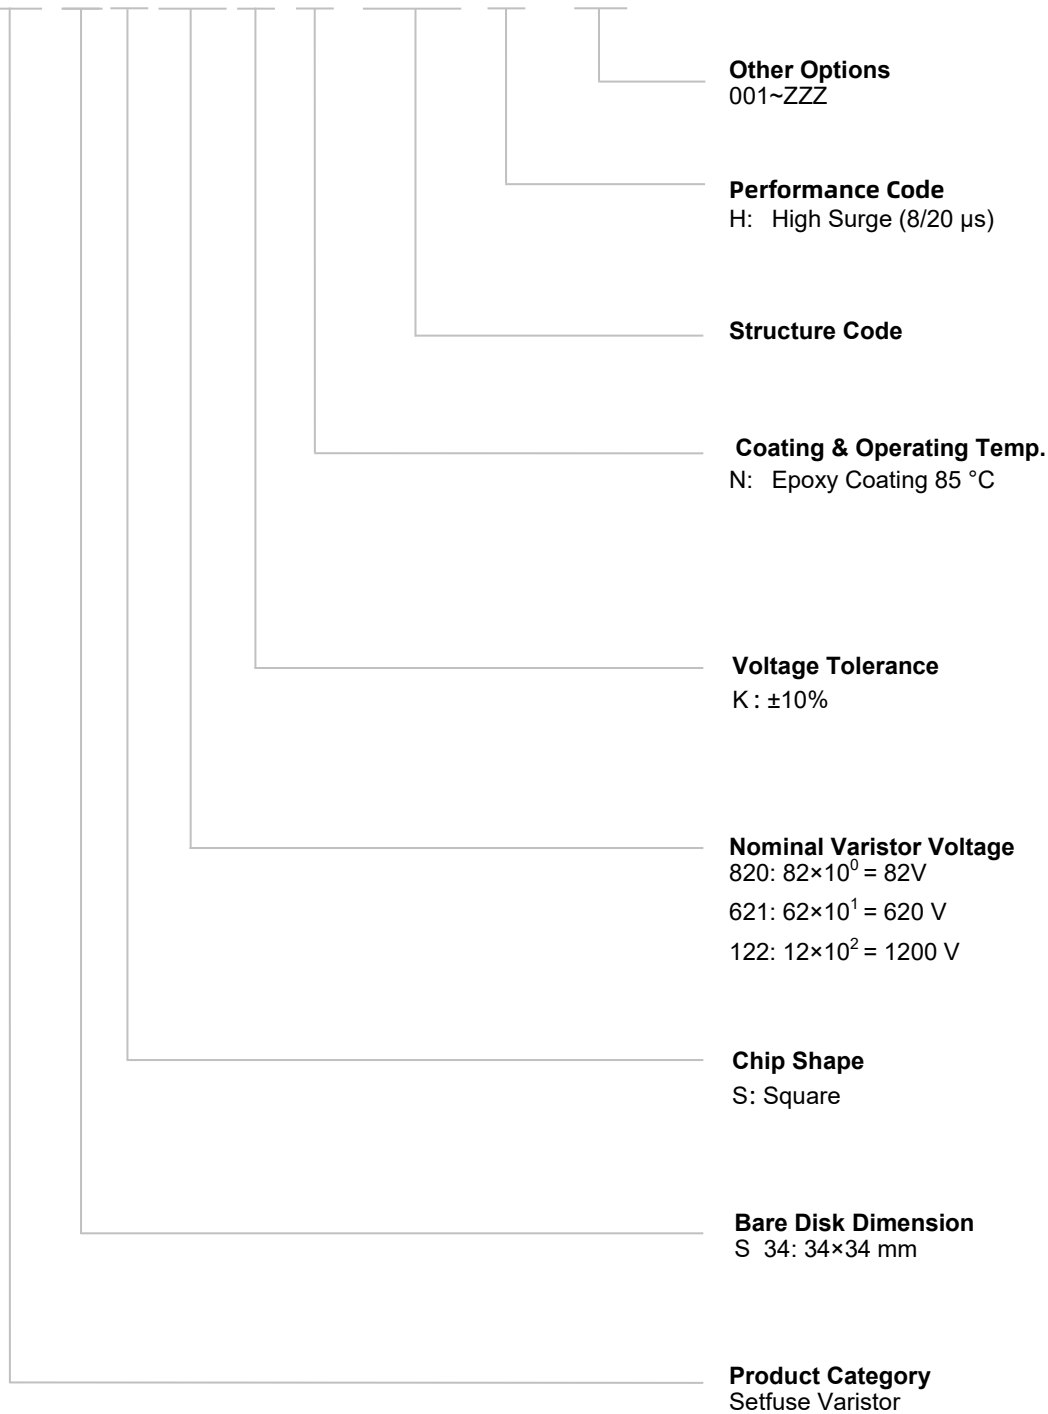 Other Options
001~ZZZ
Performance Code
H: High Surge (8/20 µs)
Structure Code
Coating & Operating Temp.
N: Epoxy Coating 85 °C
Voltage Tolerance
K: ±10%
Nominal Varistor Voltage
820: 82×10⁰ = 82V
621: 62×10¹ = 620 V
122: 12×10² = 1200 V
Chip Shape
S: Square
Bare Disk Dimension
S 34: 34×34 mm
Product Category
Setfuse Varistor